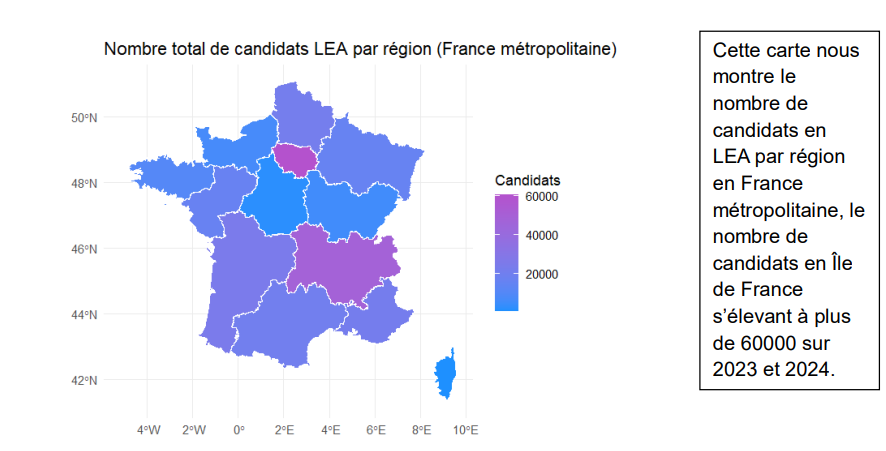 Nombre total de candidats LEA par région (France métropolitaine)
50°N
48°N
46°N
44°N
42°N
4°W 2°W 0° 2°E 4°E 6°E 8°E 10°E
Candidats
60000
40000
20000
Cette carte nous
montre le
nombre de
candidats en
LEA par région
en France
métropolitaine, le
nombre de
candidats en Île
de France
s’élevant à plus
de 60000 sur
2023 et 2024.